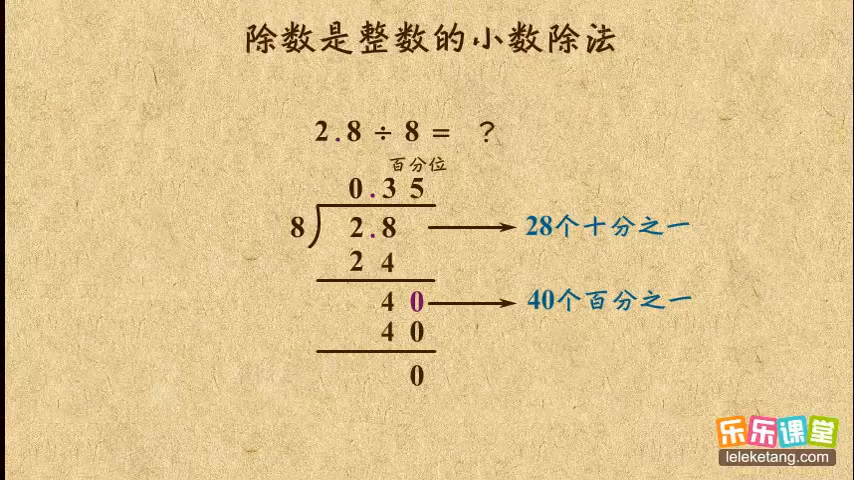 除数是整数的小数除法
2.8÷8= ?
百分位
0.35
8 2.8 28个十分之一
24
40 40个百分之一
40
0
乐乐课堂
leleketang.com